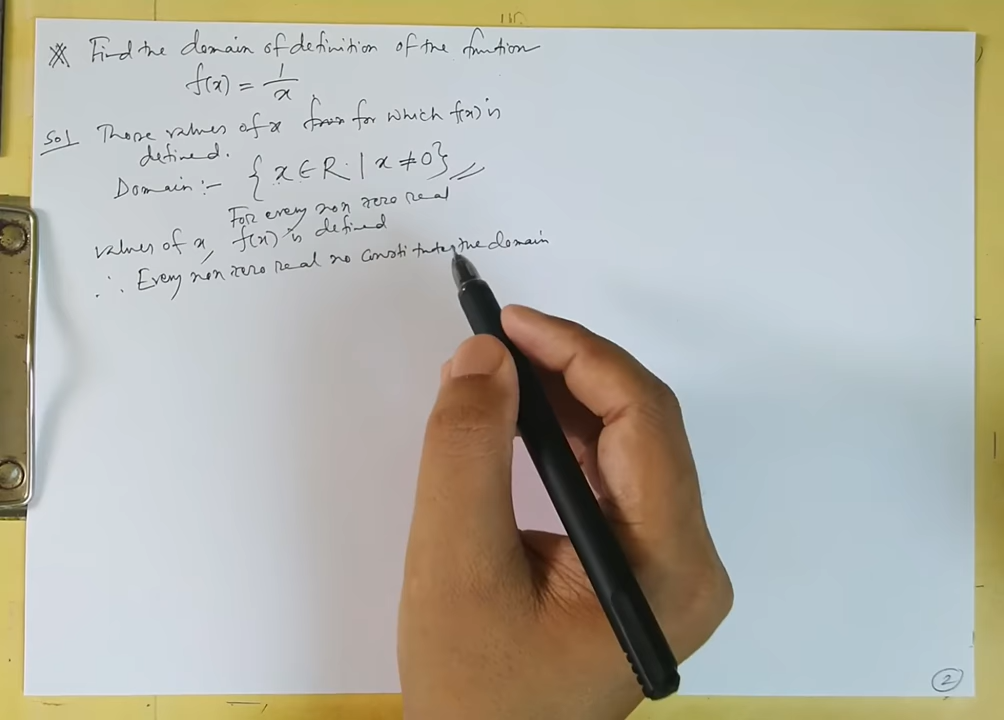 ※ Find the domain of definition of the function
f(x) = 1/x
Sol Those values of x for which f(x) is
defined.
Domain :- { x ∈ R | x ≠ 0 }
For every non zero real
values of x, f(x) is defined
∴ Every non zero real no constitutes the domain
2